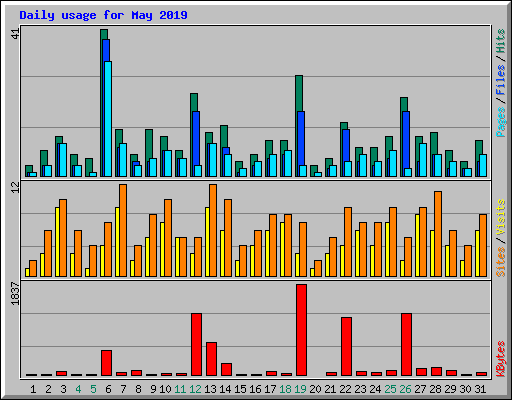 Daily usage for May 2019
41
Pages / Files / Hits
12
Sites / Visits
1837
KBytes
1 2 3 4 5 6 7 8 9 10 11 12 13 14 15 16 17 18 19 20 21 22 23 24 25 26 27 28 29 30 31